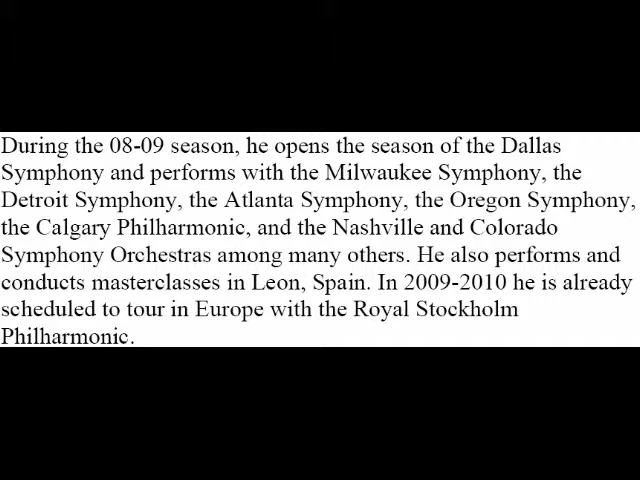 During the 08-09 season, he opens the season of the Dallas
Symphony and performs with the Milwaukee Symphony, the
Detroit Symphony, the Atlanta Symphony, the Oregon Symphony,
the Calgary Philharmonic, and the Nashville and Colorado
Symphony Orchestras among many others. He also performs and
conducts masterclasses in Leon, Spain. In 2009-2010 he is already
scheduled to tour in Europe with the Royal Stockholm
Philharmonic.